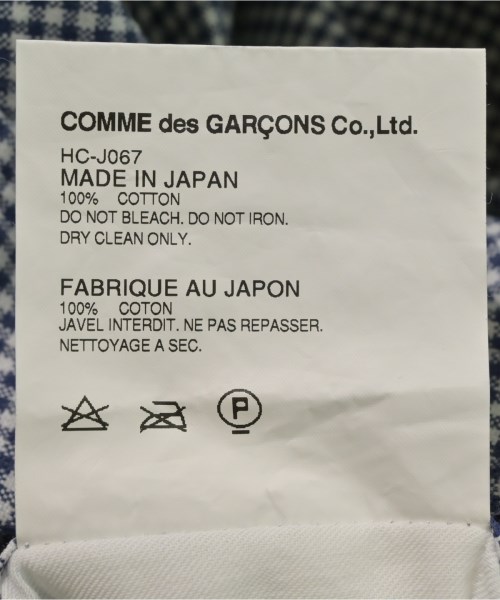 COMME des GARÇONS Co.,Ltd.
HC-J067
MADE IN JAPAN
100% COTTON
DO NOT BLEACH. DO NOT IRON.
DRY CLEAN ONLY.
FABRIQUE AU JAPON
100% COTON
JAVEL INTERDIT. NE PAS REPASSER.
NETTOYAGE A SEC.
P